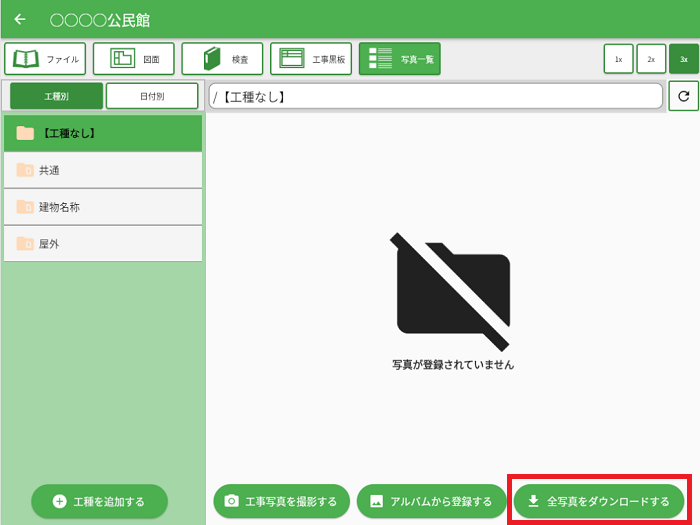 ○○○○公民館
ファイル
図面
検査
工事黒板
写真一覧
1x
2x
3x
工種別
日付別
/【工種なし】
【工種なし】
共通
建物名称
屋外
写真が登録されていません
工種を追加する
工事写真を撮影する
アルバムから登録する
全写真をダウンロードする